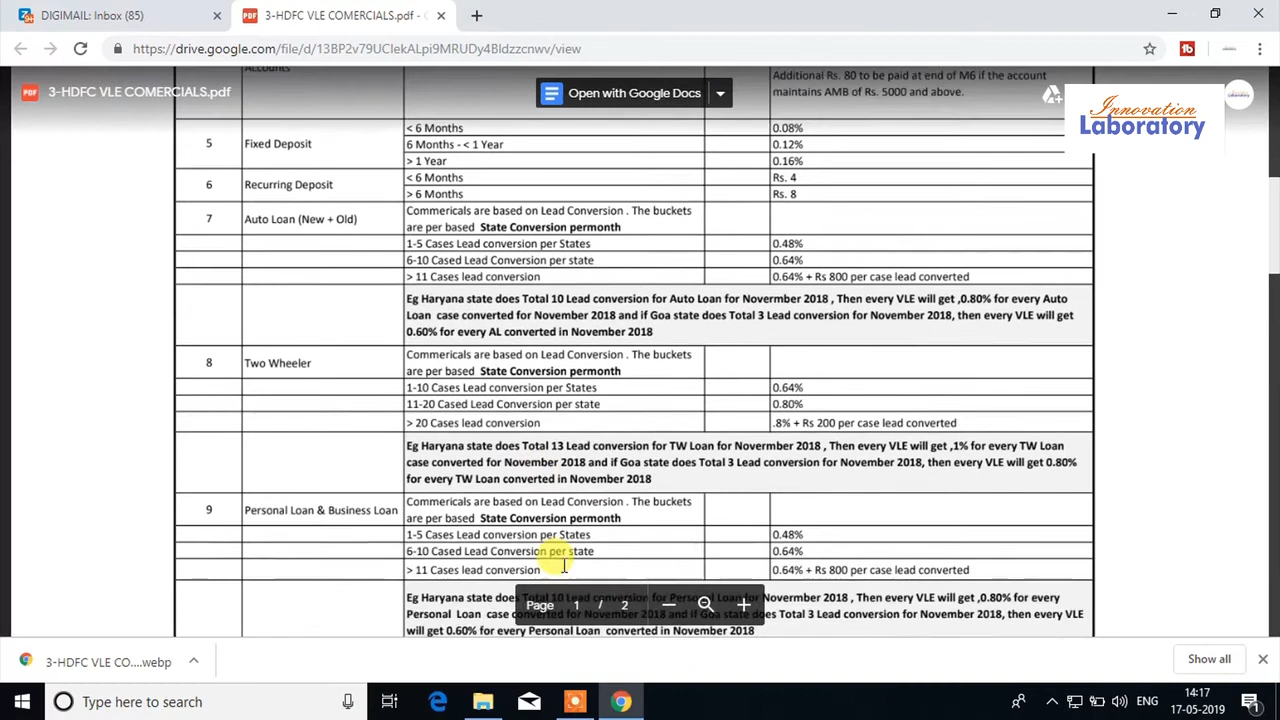 DIGIMAIL: Inbox (85)
3-HDFC VLE COMERCIALS.pdf - G
https://drive.google.com/file/d/13BP2v79UCIekALpi9MRUDy4Bldzzcnwv/view
3-HDFC VLE COMERCIALS.pdf
Open with Google Docs
Innovation
Laboratory
Accounts
Additional Rs. 80 to be paid at end of M6 if the account
maintains AMB of Rs. 5000 and above.
5 Fixed Deposit
< 6 Months 0.08%
6 Months - < 1 Year 0.12%
> 1 Year 0.16%
6 Recurring Deposit
< 6 Months Rs. 4
> 6 Months Rs. 8
7 Auto Loan (New + Old)
Commericals are based on Lead Conversion . The buckets
are per based State Conversion permonth
1-5 Cases Lead conversion per States 0.48%
6-10 Cased Lead Conversion per state 0.64%
> 11 Cases lead conversion 0.64% + Rs 800 per case lead converted
Eg Haryana state does Total 10 Lead conversion for Auto Loan for Novermber 2018 , Then every VLE will get ,0.80% for every Auto
Loan case converted for November 2018 and if Goa state does Total 3 Lead conversion for November 2018, then every VLE will get
0.60% for every AL converted in November 2018
8 Two Wheeler
Commericals are based on Lead Conversion . The buckets
are per based State Conversion permonth
1-10 Cases Lead conversion per States 0.64%
11-20 Cased Lead Conversion per state 0.80%
> 20 Cases lead conversion .8% + Rs 200 per case lead converted
Eg Haryana state does Total 13 Lead conversion for TW Loan for Novermber 2018 , Then every VLE will get ,1% for every TW Loan
case converted for November 2018 and if Goa state does Total 3 Lead conversion for November 2018, then every VLE will get 0.80%
for every TW Loan converted in November 2018
9 Personal Loan & Business Loan
Commericals are based on Lead Conversion . The buckets
are per based State Conversion permonth
1-5 Cases Lead conversion per States 0.48%
6-10 Cased Lead Conversion per state 0.64%
> 11 Cases lead conversion 0.64% + Rs 800 per case lead converted
Eg Haryana state does Total 10 Lead conversion for Personal Loan for Novermber 2018 , Then every VLE will get ,0.80% for every
Personal Loan case converted for November 2018 and if Goa state does Total 3 Lead conversion for November 2018, then every VLE
will get 0.60% for every Personal Loan converted in November 2018
Page 1 / 2
3-HDFC VLE CO....webp
Show all
Type here to search
ENG
14:17
17-05-2019